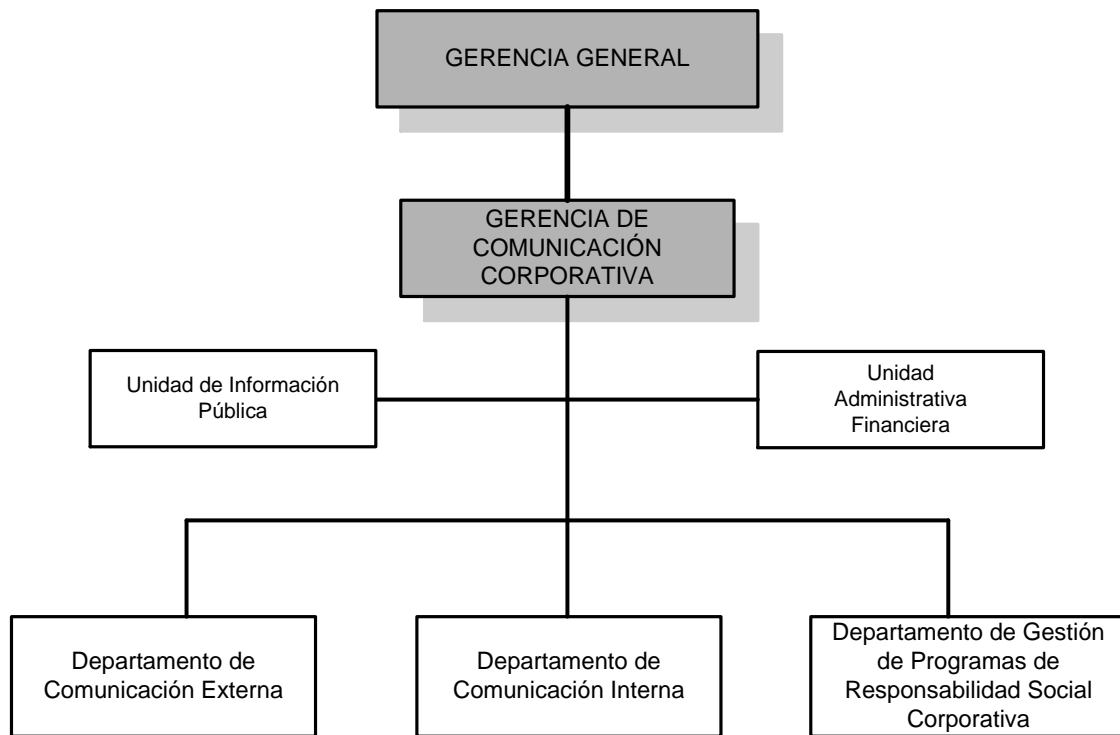 GERENCIA GENERAL
GERENCIA DE
COMUNICACIÓN
CORPORATIVA
Unidad de Información
Pública
Unidad
Administrativa
Financiera
Departamento de
Comunicación Externa
Departamento de
Comunicación Interna
Departamento de Gestión
de Programas de
Responsabilidad Social
Corporativa